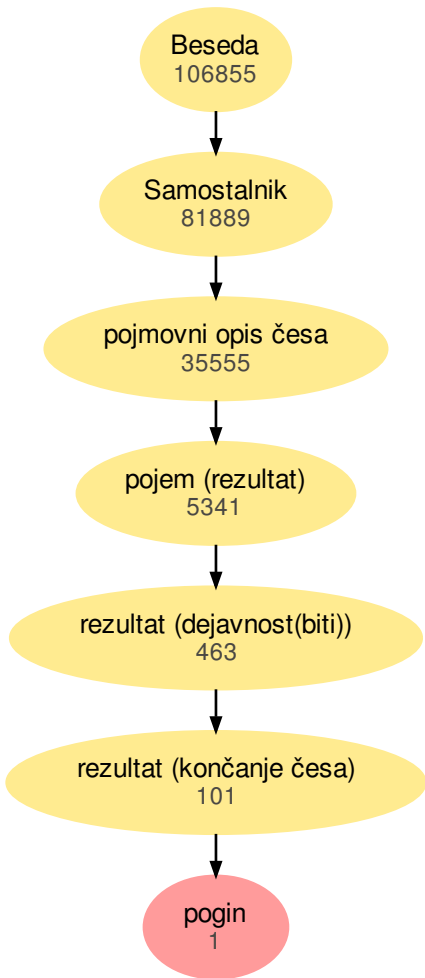 Beseda
106855
Samostalnik
81889
pojmovni opis česa
35555
pojem (rezultat)
5341
rezultat (dejavnost(biti))
463
rezultat (končanje česa)
101
pogin
1